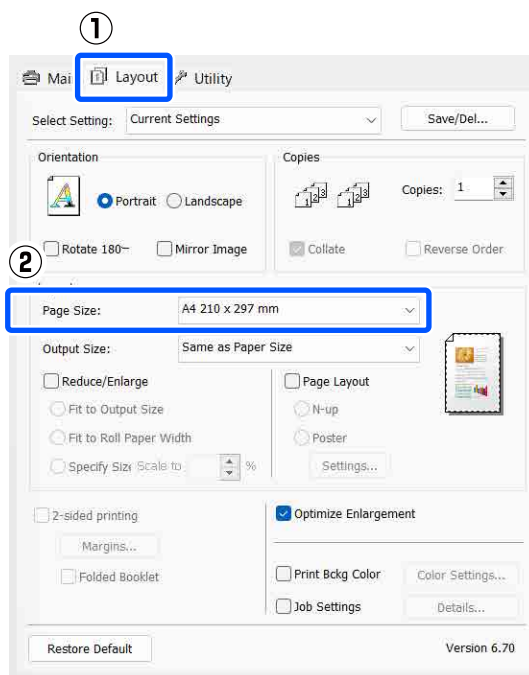 ①
Mai Layout Utility
Select Setting: Current Settings Save/Del...
Orientation Copies
Portrait Landscape Copies: 1
Rotate 180 Mirror Image Collate Reverse Order
②
Page Size: A4 210 x 297 mm
Output Size: Same as Paper Size
Reduce/Enlarge Page Layout
Fit to Output Size N-up
Fit to Roll Paper Width Poster
Specify Size Scale to % Settings...
2-sided printing Optimize Enlargement
Margins...
Folded Booklet Print Bckg Color Color Settings...
Job Settings Details...
Restore Default Version 6.70